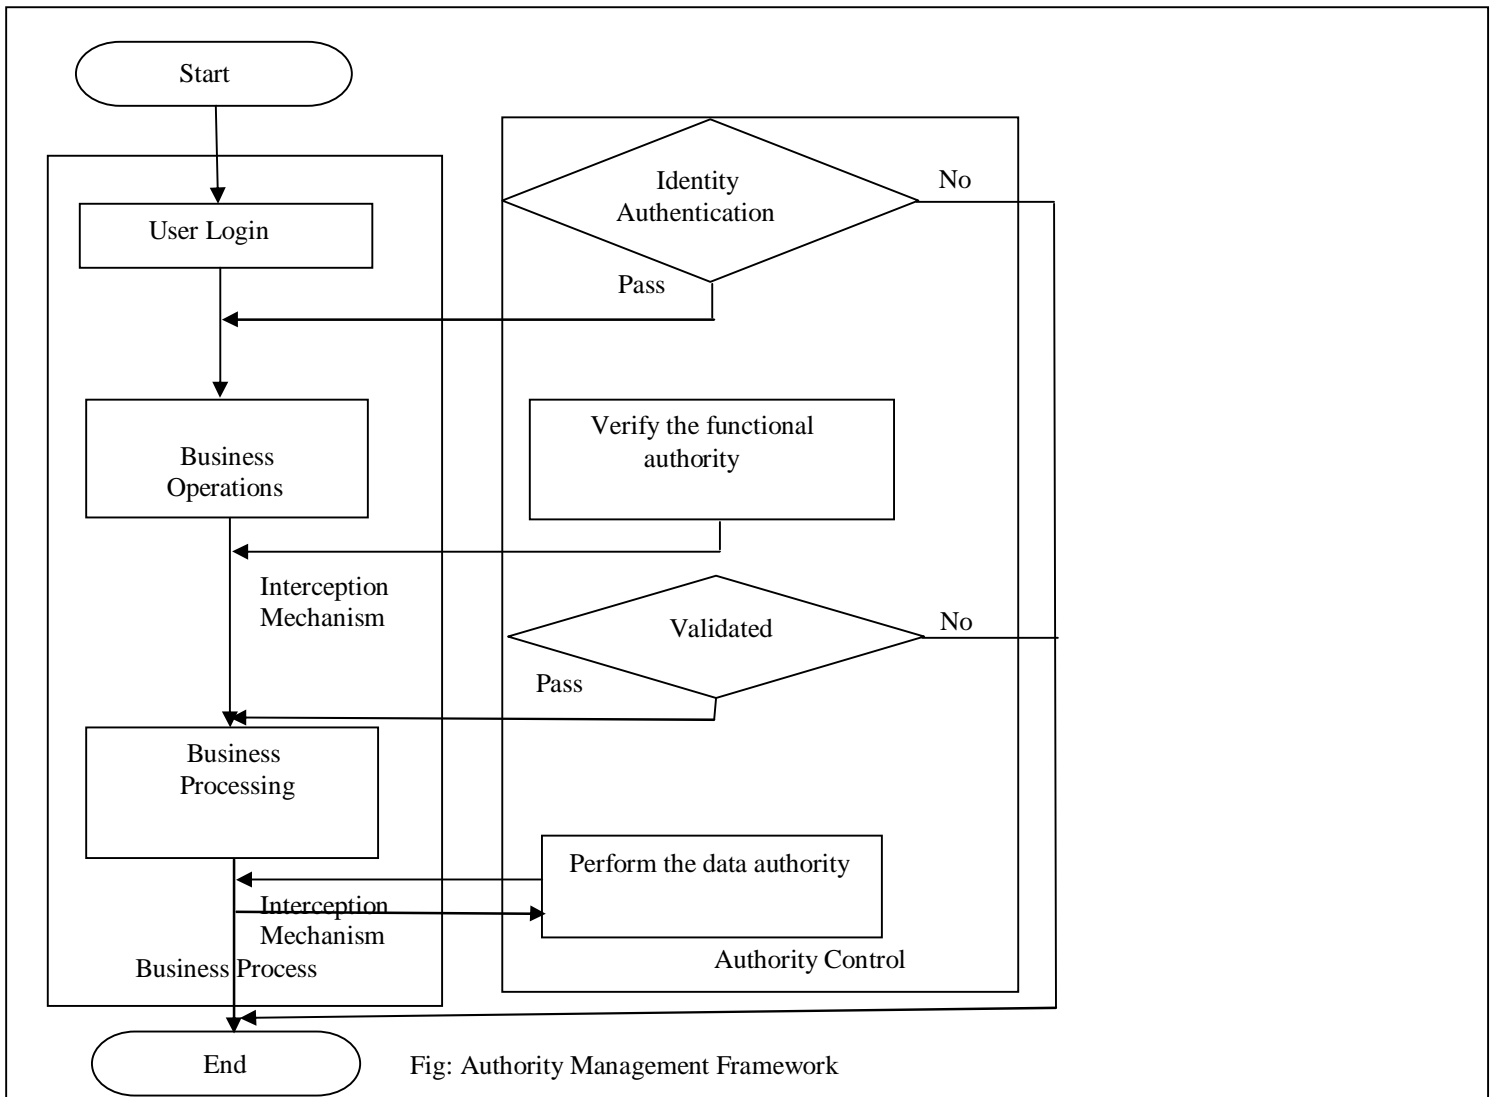 Start
Identity
Authentication
No
User Login
Pass
Business
Operations
Verify the functional
authority
Interception
Mechanism
Validated
No
Pass
Business
Processing
Perform the data authority
Interception
Mechanism
Authority Control
Business Process
End
Fig: Authority Management Framework